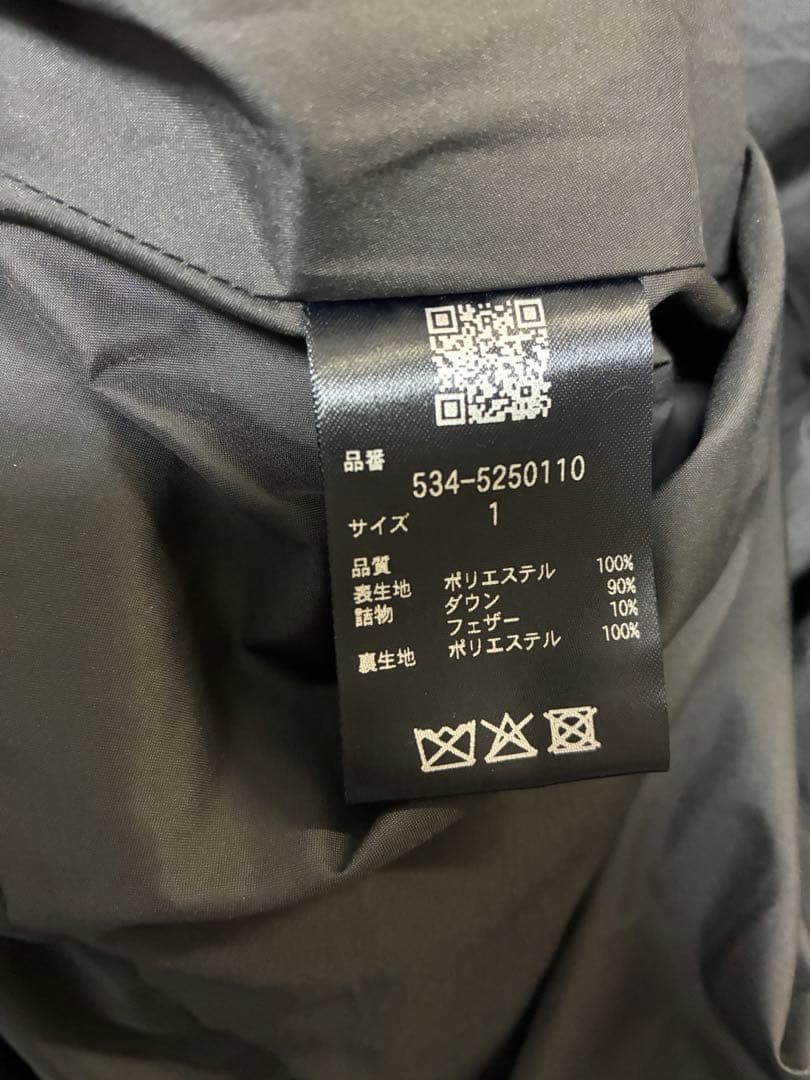 品番
534-5250110
サイズ 1
品質
表生地 ポリエステル 100%
詰物 ダウン 90%
フェザー 10%
裏生地 ポリエステル 100%